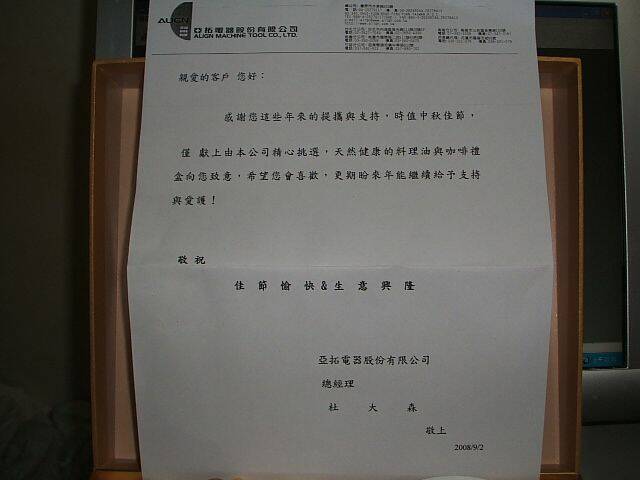 ALIGN
亞拓電器股份有限公司
ALIGN MACHINE TOOL CO., LTD.
親愛的客戶 您好：
感謝您這些年來的提攜與支持，時值中秋佳節，
僅 獻上由本公司精心挑選，天然健康的料理油與咖啡禮
盒向您致意，希望您會喜歡，更期盼來年能繼續給予支持
與愛護！
敬 祝
佳 節 愉 快&生 意 興 隆
亞拓電器股份有限公司
總經理
杜 大 森
敬上
2008/9/2